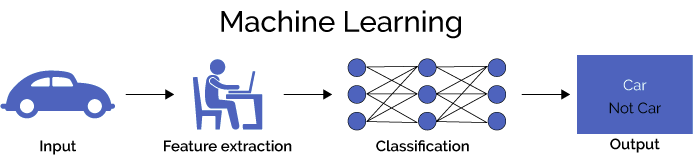 Machine Learning
Car
Not Car
Input
Feature extraction
Classification
Output